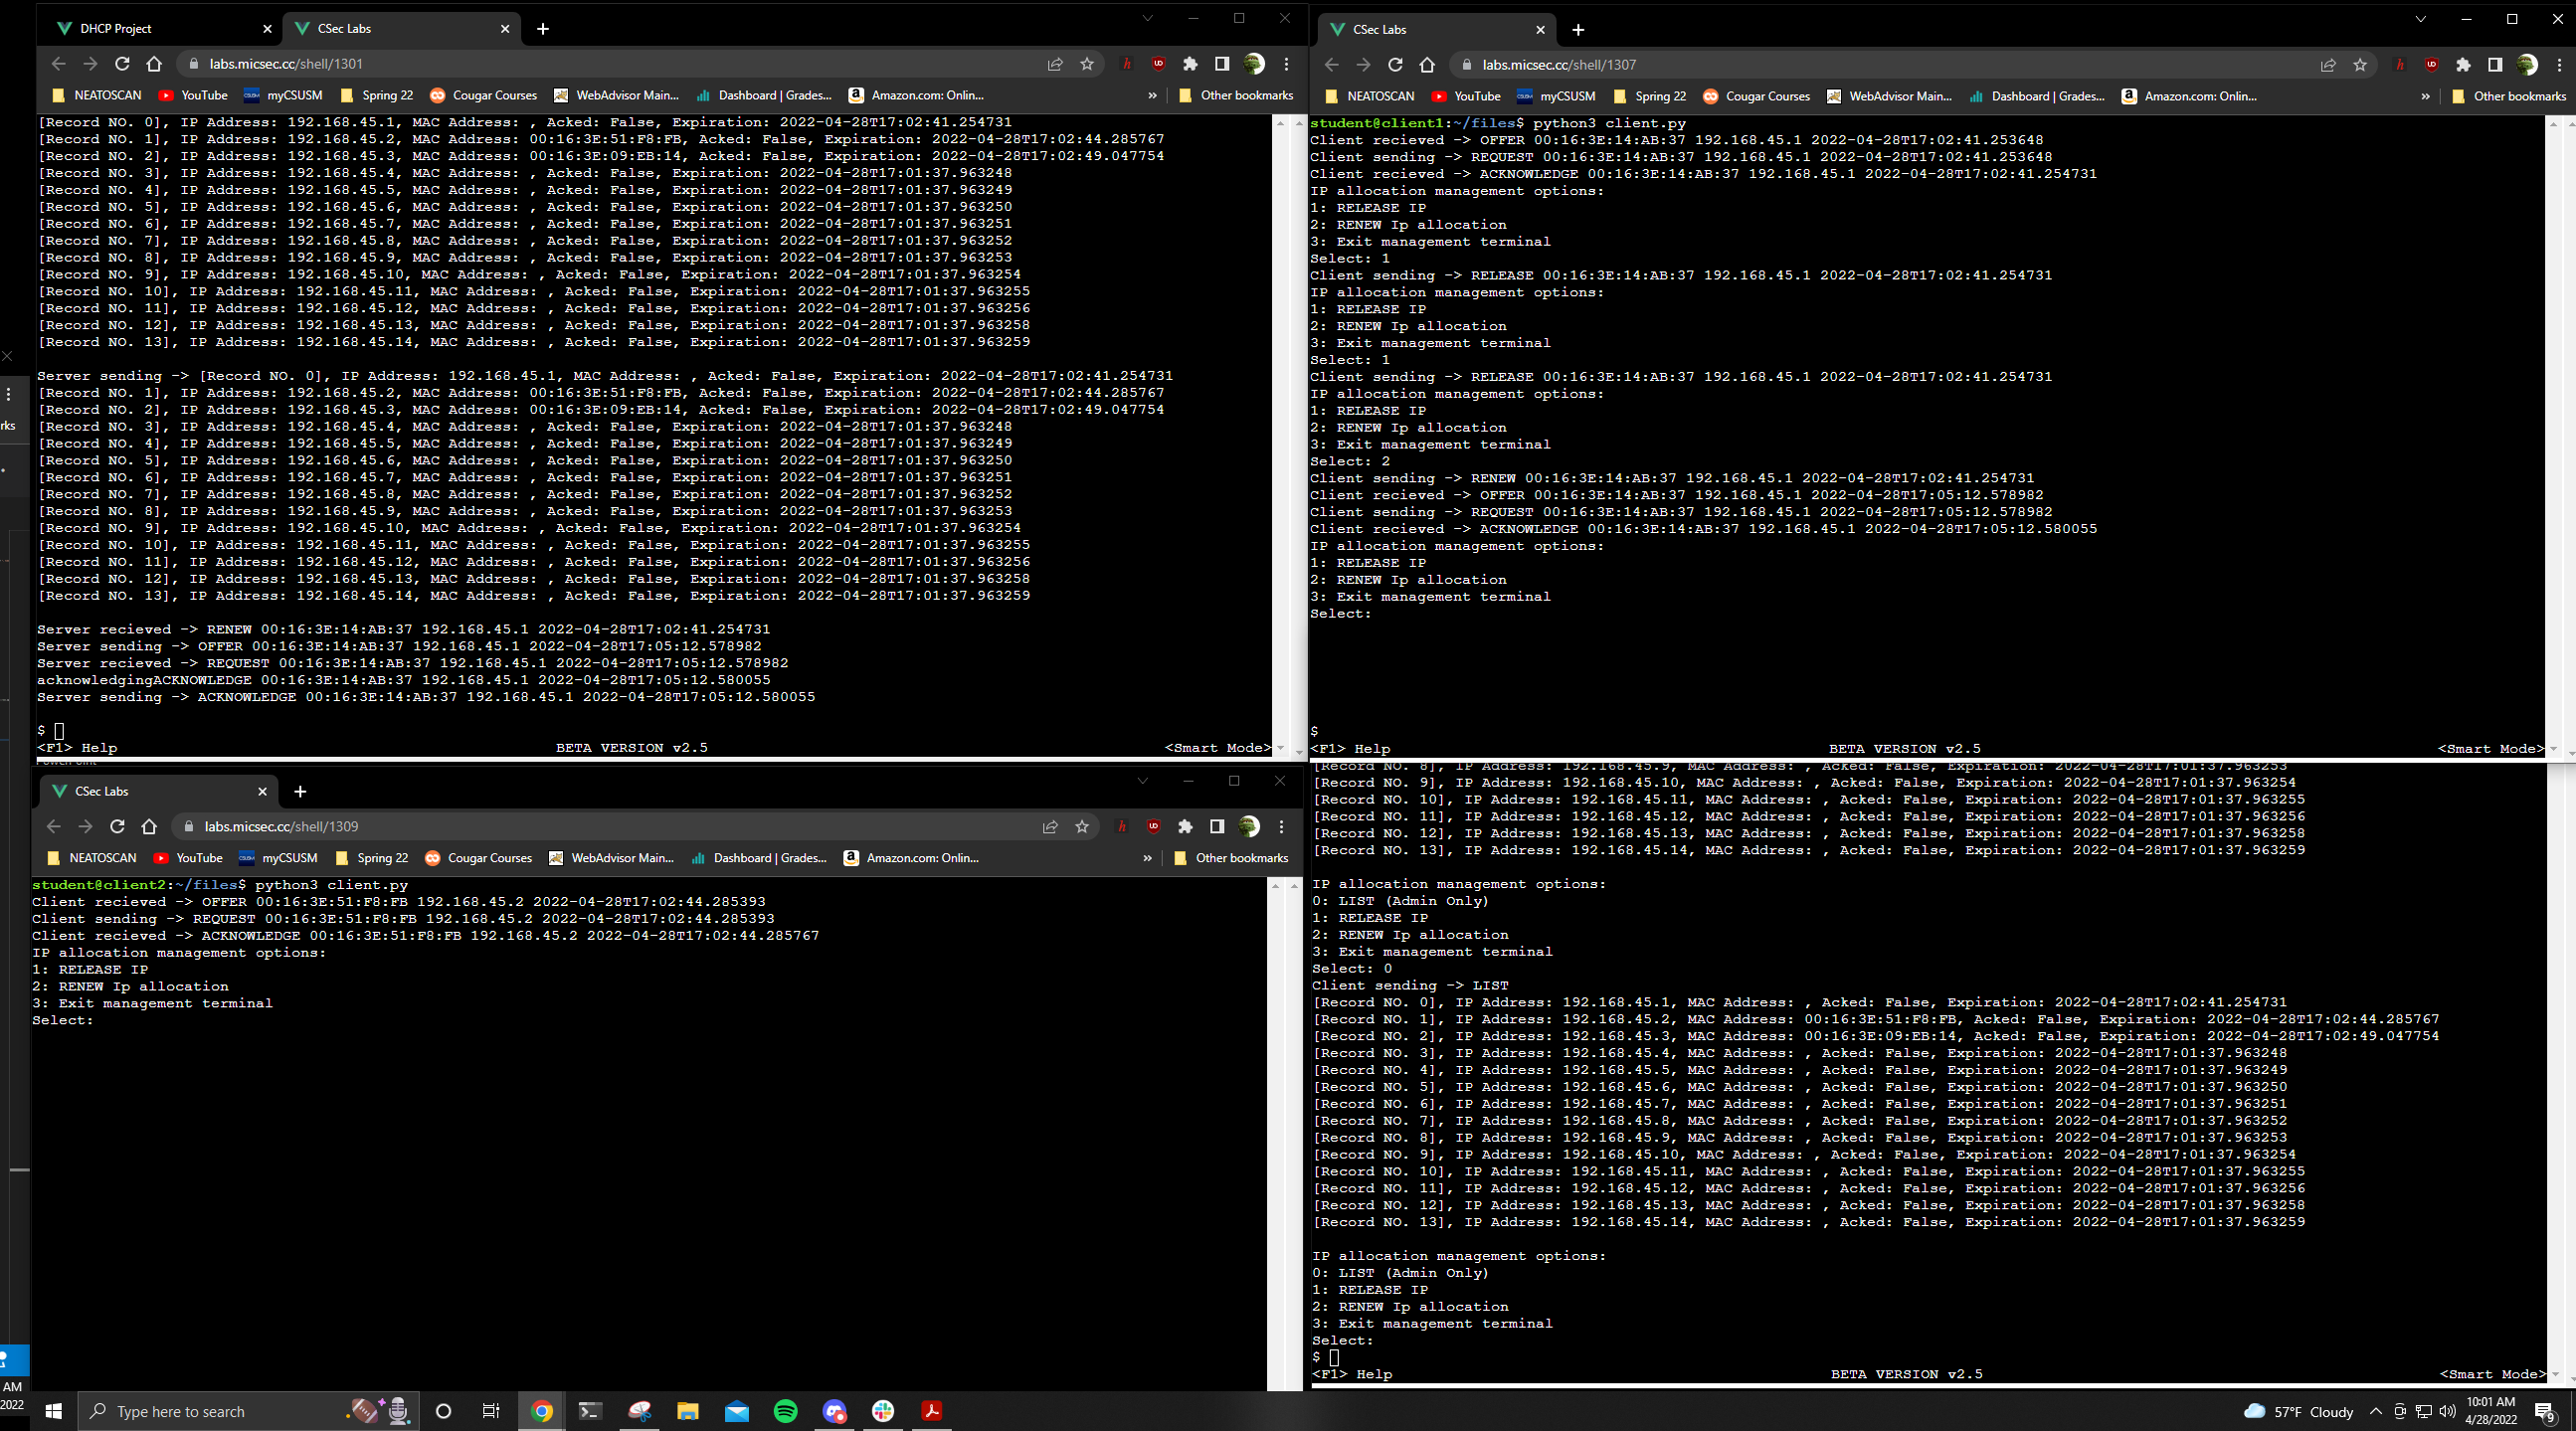 DHCP Project
CSec Labs
labs.micsec.cc/shell/1301
NEATOSCAN YouTube myCSUSM Spring 22 Cougar Courses WebAdvisor Main... Dashboard | Grades... Amazon.com: Onlin... » Other bookmarks
[Record NO. 0], IP Address: 192.168.45.1, MAC Address: , Acked: False, Expiration: 2022-04-28T17:02:41.254731
[Record NO. 1], IP Address: 192.168.45.2, MAC Address: 00:16:3E:51:F8:FB, Acked: False, Expiration: 2022-04-28T17:02:44.285767
[Record NO. 2], IP Address: 192.168.45.3, MAC Address: 00:16:3E:09:EB:14, Acked: False, Expiration: 2022-04-28T17:02:49.047754
[Record NO. 3], IP Address: 192.168.45.4, MAC Address: , Acked: False, Expiration: 2022-04-28T17:01:37.963248
[Record NO. 4], IP Address: 192.168.45.5, MAC Address: , Acked: False, Expiration: 2022-04-28T17:01:37.963249
[Record NO. 5], IP Address: 192.168.45.6, MAC Address: , Acked: False, Expiration: 2022-04-28T17:01:37.963250
[Record NO. 6], IP Address: 192.168.45.7, MAC Address: , Acked: False, Expiration: 2022-04-28T17:01:37.963251
[Record NO. 7], IP Address: 192.168.45.8, MAC Address: , Acked: False, Expiration: 2022-04-28T17:01:37.963252
[Record NO. 8], IP Address: 192.168.45.9, MAC Address: , Acked: False, Expiration: 2022-04-28T17:01:37.963253
[Record NO. 9], IP Address: 192.168.45.10, MAC Address: , Acked: False, Expiration: 2022-04-28T17:01:37.963254
[Record NO. 10], IP Address: 192.168.45.11, MAC Address: , Acked: False, Expiration: 2022-04-28T17:01:37.963255
[Record NO. 11], IP Address: 192.168.45.12, MAC Address: , Acked: False, Expiration: 2022-04-28T17:01:37.963256
[Record NO. 12], IP Address: 192.168.45.13, MAC Address: , Acked: False, Expiration: 2022-04-28T17:01:37.963258
[Record NO. 13], IP Address: 192.168.45.14, MAC Address: , Acked: False, Expiration: 2022-04-28T17:01:37.963259
Server sending -> [Record NO. 0], IP Address: 192.168.45.1, MAC Address: , Acked: False, Expiration: 2022-04-28T17:02:41.254731
[Record NO. 1], IP Address: 192.168.45.2, MAC Address: 00:16:3E:51:F8:FB, Acked: False, Expiration: 2022-04-28T17:02:44.285767
[Record NO. 2], IP Address: 192.168.45.3, MAC Address: 00:16:3E:09:EB:14, Acked: False, Expiration: 2022-04-28T17:02:49.047754
[Record NO. 3], IP Address: 192.168.45.4, MAC Address: , Acked: False, Expiration: 2022-04-28T17:01:37.963248
[Record NO. 4], IP Address: 192.168.45.5, MAC Address: , Acked: False, Expiration: 2022-04-28T17:01:37.963249
[Record NO. 5], IP Address: 192.168.45.6, MAC Address: , Acked: False, Expiration: 2022-04-28T17:01:37.963250
[Record NO. 6], IP Address: 192.168.45.7, MAC Address: , Acked: False, Expiration: 2022-04-28T17:01:37.963251
[Record NO. 7], IP Address: 192.168.45.8, MAC Address: , Acked: False, Expiration: 2022-04-28T17:01:37.963252
[Record NO. 8], IP Address: 192.168.45.9, MAC Address: , Acked: False, Expiration: 2022-04-28T17:01:37.963253
[Record NO. 9], IP Address: 192.168.45.10, MAC Address: , Acked: False, Expiration: 2022-04-28T17:01:37.963254
[Record NO. 10], IP Address: 192.168.45.11, MAC Address: , Acked: False, Expiration: 2022-04-28T17:01:37.963255
[Record NO. 11], IP Address: 192.168.45.12, MAC Address: , Acked: False, Expiration: 2022-04-28T17:01:37.963256
[Record NO. 12], IP Address: 192.168.45.13, MAC Address: , Acked: False, Expiration: 2022-04-28T17:01:37.963258
[Record NO. 13], IP Address: 192.168.45.14, MAC Address: , Acked: False, Expiration: 2022-04-28T17:01:37.963259
Server recieved -> RENEW 00:16:3E:14:AB:37 192.168.45.1 2022-04-28T17:02:41.254731
Server sending -> OFFER 00:16:3E:14:AB:37 192.168.45.1 2022-04-28T17:05:12.578982
Server recieved -> REQUEST 00:16:3E:14:AB:37 192.168.45.1 2022-04-28T17:05:12.578982
acknowledgingACKNOWLEDGE 00:16:3E:14:AB:37 192.168.45.1 2022-04-28T17:05:12.580055
Server sending -> ACKNOWLEDGE 00:16:3E:14:AB:37 192.168.45.1 2022-04-28T17:05:12.580055
$
<F1> Help BETA VERSION v2.5 <Smart Mode>
CSec Labs
labs.micsec.cc/shell/1307
NEATOSCAN YouTube myCSUSM Spring 22 Cougar Courses WebAdvisor Main... Dashboard | Grades... Amazon.com: Onlin... » Other bookmarks
student@client1:~/files$ python3 client.py
Client recieved -> OFFER 00:16:3E:14:AB:37 192.168.45.1 2022-04-28T17:02:41.253648
Client sending -> REQUEST 00:16:3E:14:AB:37 192.168.45.1 2022-04-28T17:02:41.253648
Client recieved -> ACKNOWLEDGE 00:16:3E:14:AB:37 192.168.45.1 2022-04-28T17:02:41.254731
IP allocation management options:
1: RELEASE IP
2: RENEW Ip allocation
3: Exit management terminal
Select: 1
Client sending -> RELEASE 00:16:3E:14:AB:37 192.168.45.1 2022-04-28T17:02:41.254731
IP allocation management options:
1: RELEASE IP
2: RENEW Ip allocation
3: Exit management terminal
Select: 1
Client sending -> RELEASE 00:16:3E:14:AB:37 192.168.45.1 2022-04-28T17:02:41.254731
IP allocation management options:
1: RELEASE IP
2: RENEW Ip allocation
3: Exit management terminal
Select: 2
Client sending -> RENEW 00:16:3E:14:AB:37 192.168.45.1 2022-04-28T17:02:41.254731
Client recieved -> OFFER 00:16:3E:14:AB:37 192.168.45.1 2022-04-28T17:05:12.578982
Client sending -> REQUEST 00:16:3E:14:AB:37 192.168.45.1 2022-04-28T17:05:12.578982
Client recieved -> ACKNOWLEDGE 00:16:3E:14:AB:37 192.168.45.1 2022-04-28T17:05:12.580055
IP allocation management options:
1: RELEASE IP
2: RENEW Ip allocation
3: Exit management terminal
Select:
$
<F1> Help BETA VERSION v2.5 <Smart Mode>
CSec Labs
labs.micsec.cc/shell/1309
NEATOSCAN YouTube myCSUSM Spring 22 Cougar Courses WebAdvisor Main... Dashboard | Grades... Amazon.com: Onlin... » Other bookmarks
student@client2:~/files$ python3 client.py
Client recieved -> OFFER 00:16:3E:51:F8:FB 192.168.45.2 2022-04-28T17:02:44.285393
Client sending -> REQUEST 00:16:3E:51:F8:FB 192.168.45.2 2022-04-28T17:02:44.285393
Client recieved -> ACKNOWLEDGE 00:16:3E:51:F8:FB 192.168.45.2 2022-04-28T17:02:44.285767
IP allocation management options:
1: RELEASE IP
2: RENEW Ip allocation
3: Exit management terminal
Select:
[Record NO. 8], IP Address: 192.168.45.9, MAC Address: , Acked: False, Expiration: 2022-04-28T17:01:37.963253
[Record NO. 9], IP Address: 192.168.45.10, MAC Address: , Acked: False, Expiration: 2022-04-28T17:01:37.963254
[Record NO. 10], IP Address: 192.168.45.11, MAC Address: , Acked: False, Expiration: 2022-04-28T17:01:37.963255
[Record NO. 11], IP Address: 192.168.45.12, MAC Address: , Acked: False, Expiration: 2022-04-28T17:01:37.963256
[Record NO. 12], IP Address: 192.168.45.13, MAC Address: , Acked: False, Expiration: 2022-04-28T17:01:37.963258
[Record NO. 13], IP Address: 192.168.45.14, MAC Address: , Acked: False, Expiration: 2022-04-28T17:01:37.963259
IP allocation management options:
0: LIST (Admin Only)
1: RELEASE IP
2: RENEW Ip allocation
3: Exit management terminal
Select: 0
Client sending -> LIST
[Record NO. 0], IP Address: 192.168.45.1, MAC Address: , Acked: False, Expiration: 2022-04-28T17:02:41.254731
[Record NO. 1], IP Address: 192.168.45.2, MAC Address: 00:16:3E:51:F8:FB, Acked: False, Expiration: 2022-04-28T17:02:44.285767
[Record NO. 2], IP Address: 192.168.45.3, MAC Address: 00:16:3E:09:EB:14, Acked: False, Expiration: 2022-04-28T17:02:49.047754
[Record NO. 3], IP Address: 192.168.45.4, MAC Address: , Acked: False, Expiration: 2022-04-28T17:01:37.963248
[Record NO. 4], IP Address: 192.168.45.5, MAC Address: , Acked: False, Expiration: 2022-04-28T17:01:37.963249
[Record NO. 5], IP Address: 192.168.45.6, MAC Address: , Acked: False, Expiration: 2022-04-28T17:01:37.963250
[Record NO. 6], IP Address: 192.168.45.7, MAC Address: , Acked: False, Expiration: 2022-04-28T17:01:37.963251
[Record NO. 7], IP Address: 192.168.45.8, MAC Address: , Acked: False, Expiration: 2022-04-28T17:01:37.963252
[Record NO. 8], IP Address: 192.168.45.9, MAC Address: , Acked: False, Expiration: 2022-04-28T17:01:37.963253
[Record NO. 9], IP Address: 192.168.45.10, MAC Address: , Acked: False, Expiration: 2022-04-28T17:01:37.963254
[Record NO. 10], IP Address: 192.168.45.11, MAC Address: , Acked: False, Expiration: 2022-04-28T17:01:37.963255
[Record NO. 11], IP Address: 192.168.45.12, MAC Address: , Acked: False, Expiration: 2022-04-28T17:01:37.963256
[Record NO. 12], IP Address: 192.168.45.13, MAC Address: , Acked: False, Expiration: 2022-04-28T17:01:37.963258
[Record NO. 13], IP Address: 192.168.45.14, MAC Address: , Acked: False, Expiration: 2022-04-28T17:01:37.963259
IP allocation management options:
0: LIST (Admin Only)
1: RELEASE IP
2: RENEW Ip allocation
3: Exit management terminal
Select:
$
<F1> Help BETA VERSION v2.5 <Smart Mode>
rks
AM
2022
Type here to search
57°F Cloudy
10:01 AM
4/28/2022
9